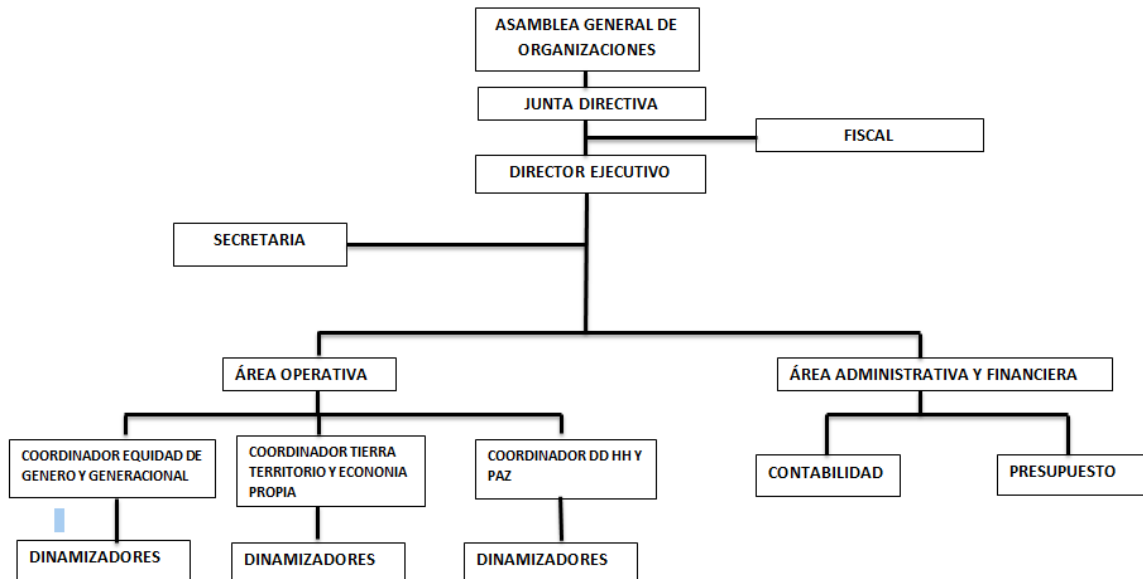 ASAMBLEA GENERAL DE
ORGANIZACIONES
JUNTA DIRECTIVA
FISCAL
DIRECTOR EJECUTIVO
SECRETARIA
ÁREA OPERATIVA
ÁREA ADMINISTRATIVA Y FINANCIERA
COORDINADOR EQUIDAD DE
GENERO Y GENERACIONAL
COORDINADOR TIERRA
TERRITORIO Y ECONONIA
PROPIA
COORDINADOR DD HH Y
PAZ
CONTABILIDAD
PRESUPUESTO
DINAMIZADORES
DINAMIZADORES
DINAMIZADORES